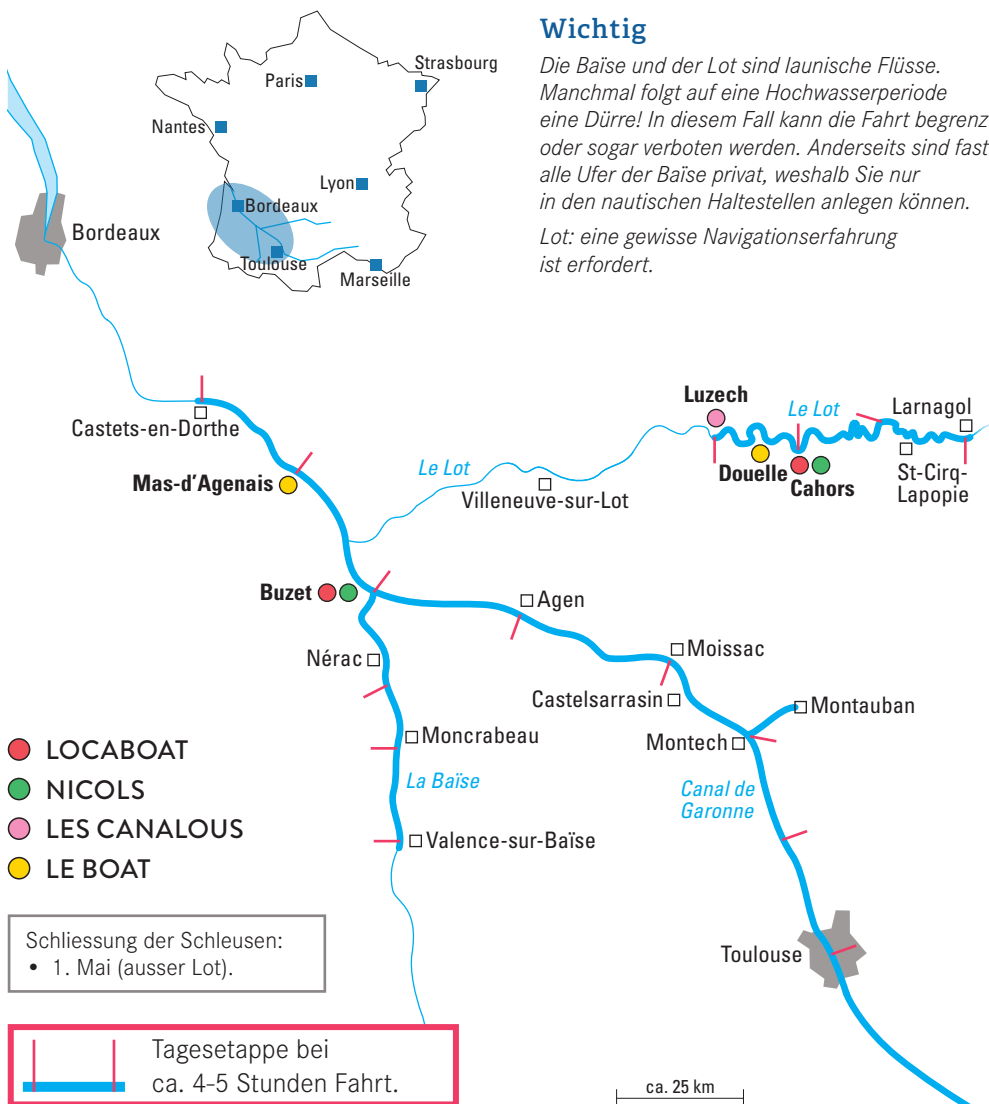 Wichtig
Die Baïse und der Lot sind launische Flüsse.
Manchmal folgt auf eine Hochwasserperiode
eine Dürre! In diesem Fall kann die Fahrt begrenz
oder sogar verboten werden. Anderseits sind fast
alle Ufer der Baïse privat, weshalb Sie nur
in den nautischen Haltestellen anlegen können.
Lot: eine gewisse Navigationserfahrung
ist erfordert.
Paris
Strasbourg
Nantes
Lyon
Bordeaux
Toulouse
Marseille
Bordeaux
Castets-en-Dorthe
Mas-d'Agenais
Le Lot
Villeneuve-sur-Lot
Luzech
Le Lot
Larnagol
Douelle
Cahors
St-Cirq-
Lapopie
Buzet
Agen
Nérac
Moissac
Castelsarrasin
Montauban
Moncrabeau
Montech
La Baïse
Canal de
Garonne
Valence-sur-Baïse
Toulouse
LOCABOAT
NICOLS
LES CANALOUS
LE BOAT
Schliessung der Schleusen:
• 1. Mai (ausser Lot).
Tagesetappe bei
ca. 4-5 Stunden Fahrt.
ca. 25 km